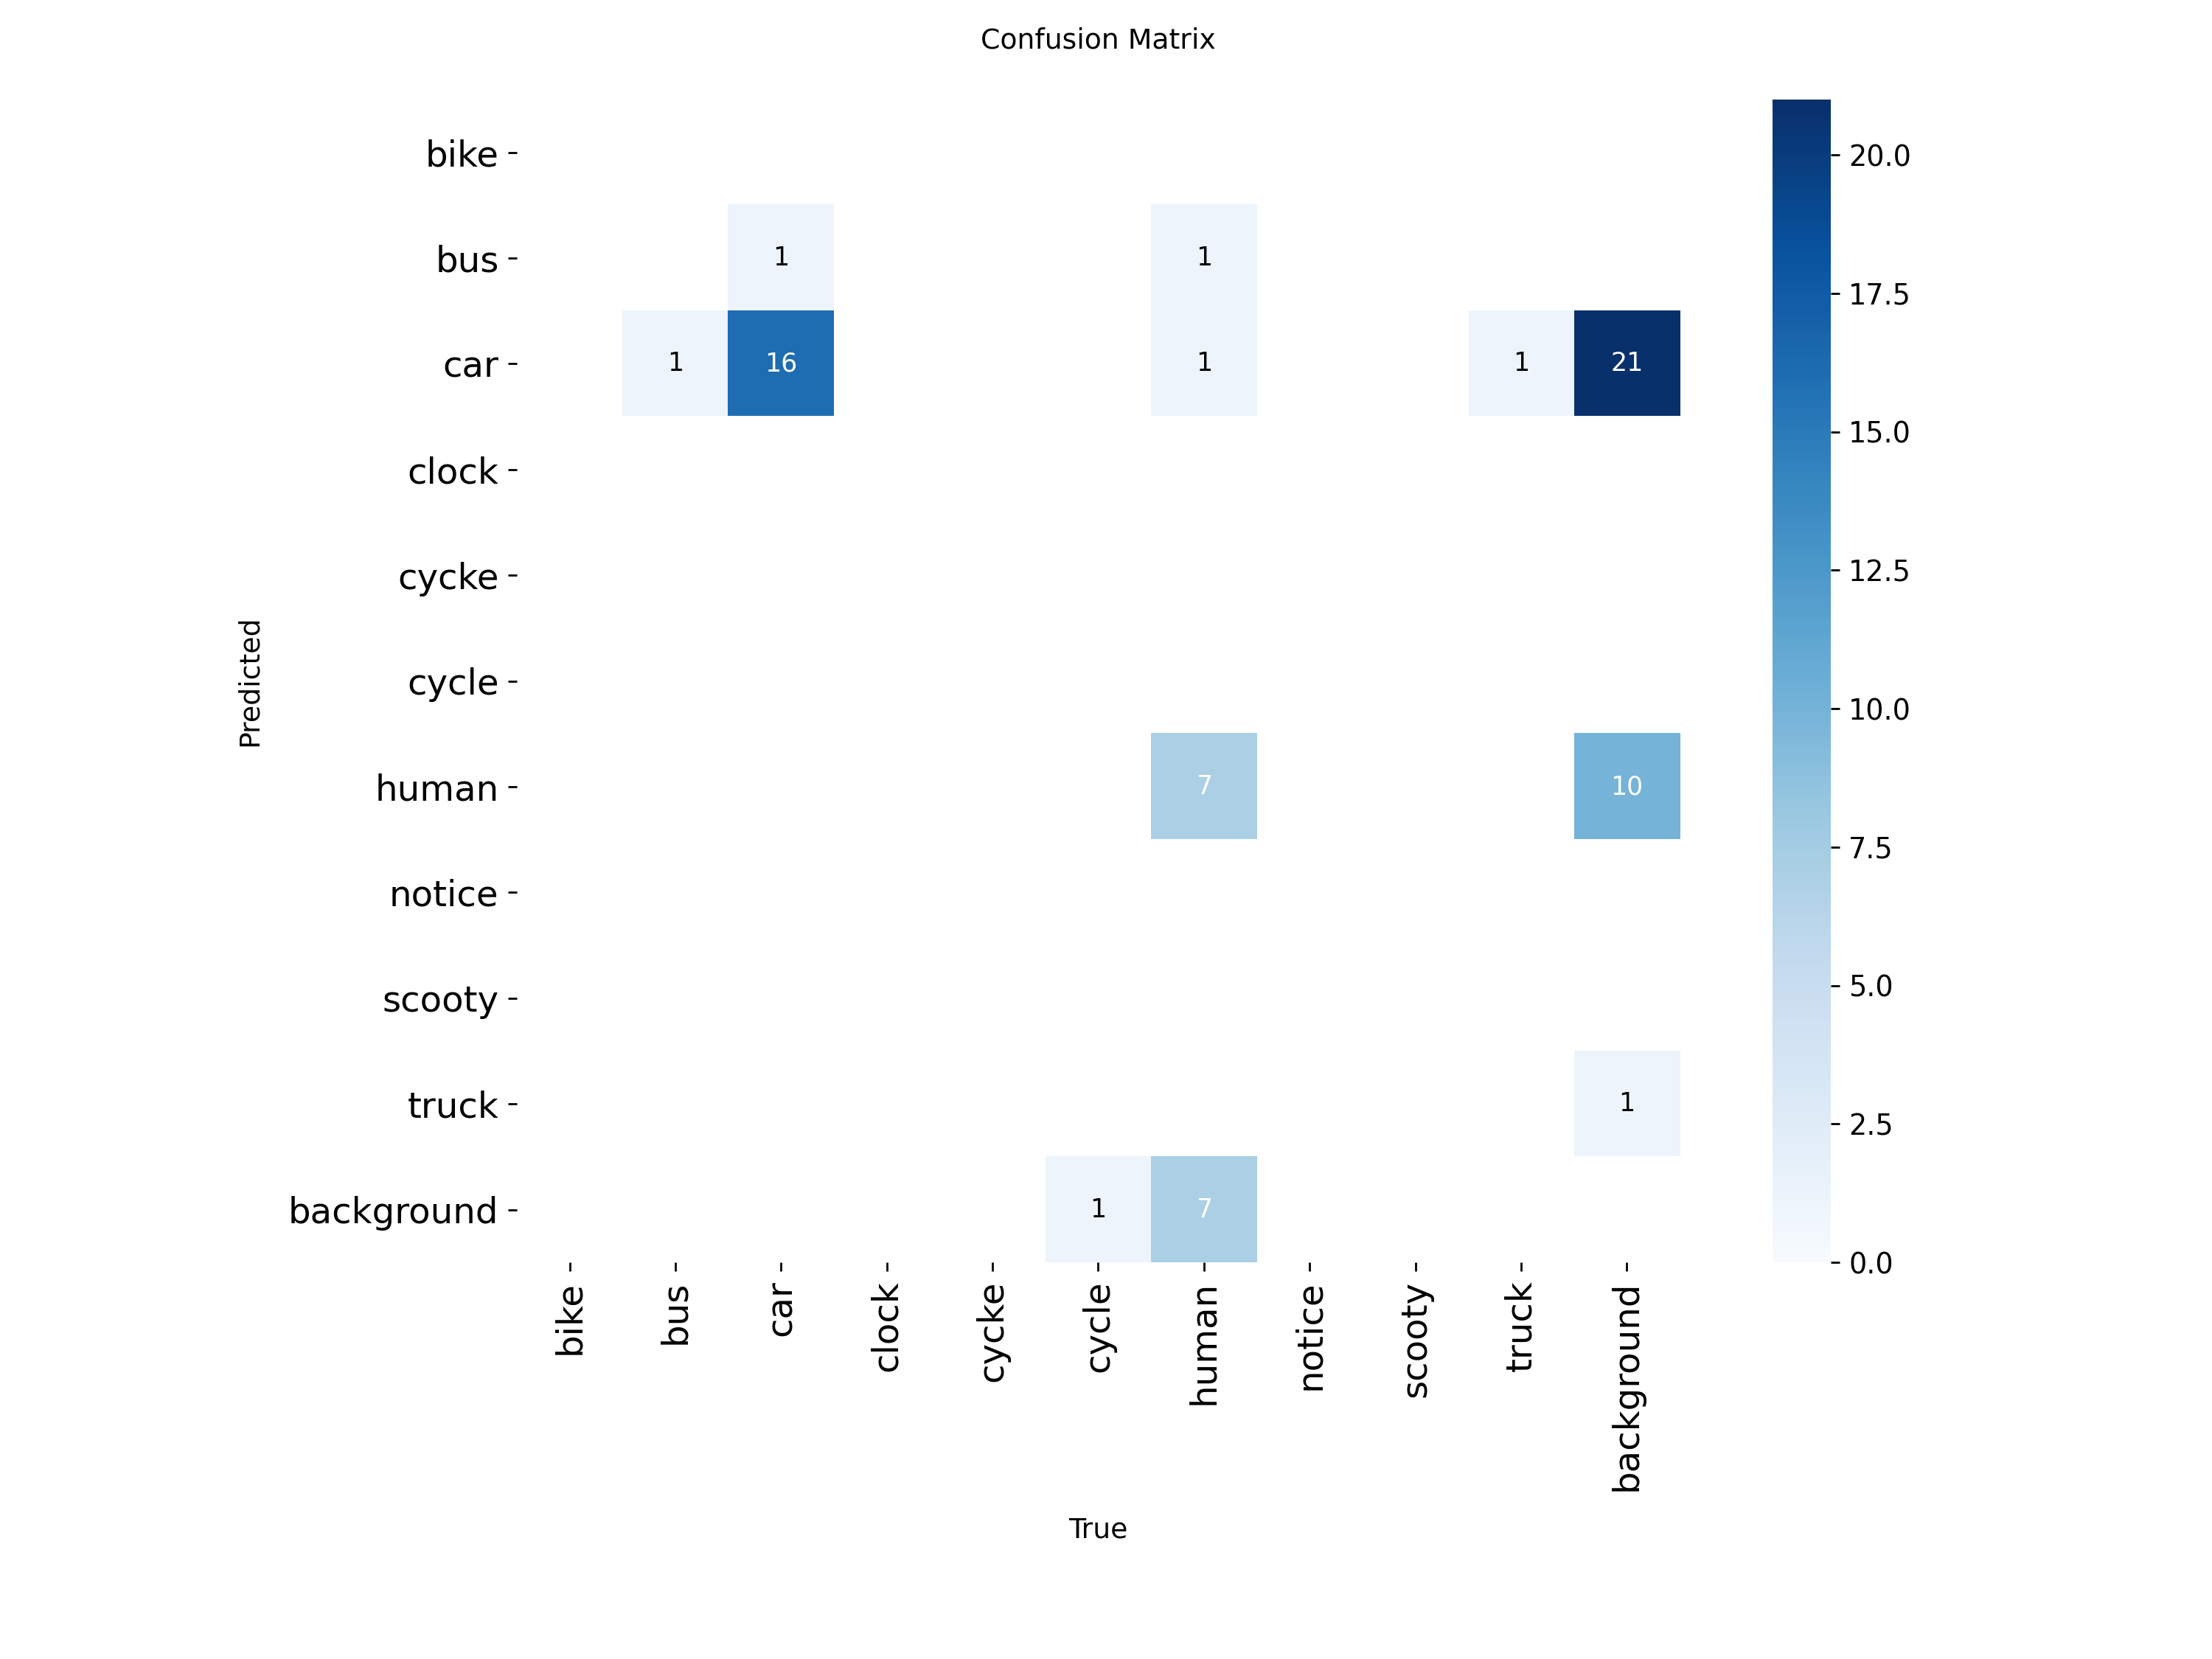 Confusion Matrix
bike
bus 1 1
car 1 16 1 1 21
clock
cycke
cycle
human 7 10
notice
scooty
truck 1
background 1 7
Predicted
bike bus car clock cycke cycle human notice scooty truck background
True
20.0
17.5
15.0
12.5
10.0
7.5
5.0
2.5
0.0